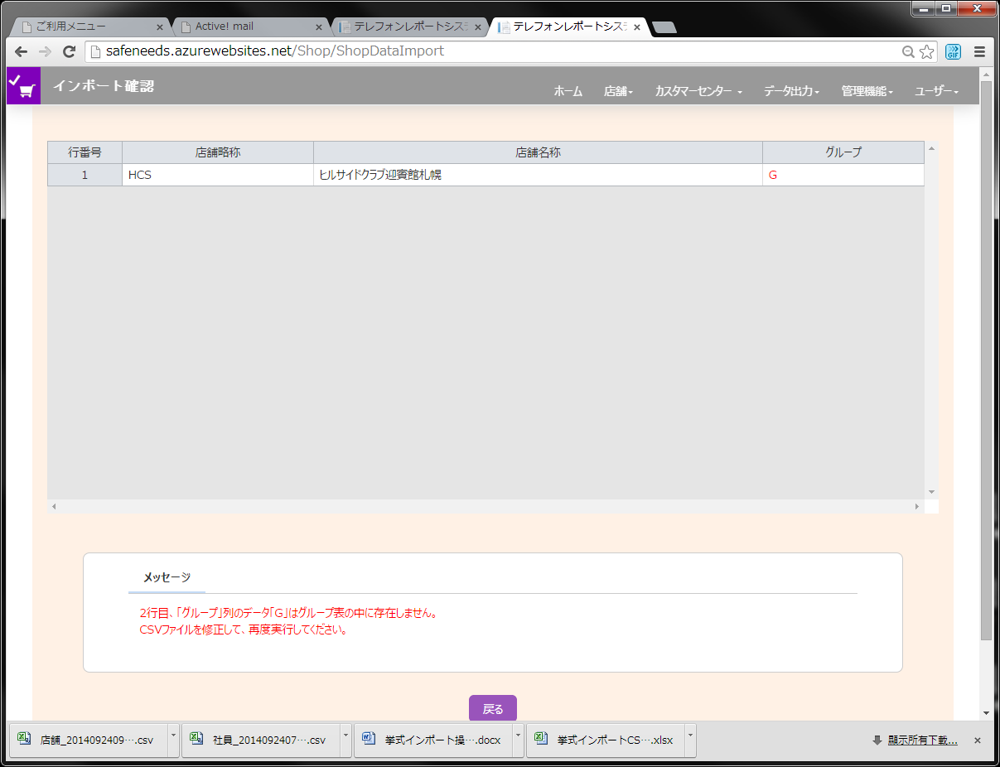 ご利用メニュー
Active! mail
テレフォンレポートシステ
テレフォンレポートシステ
safeneeds.azurewebsites.net/Shop/ShopDataImport
GIF
インポート確認
ホーム
店舗
カスタマーセンター
データ出力
管理機能
ユーザー
行番号 店舗略称 店舗名称 グループ
1 HCS ヒルサイドクラブ迎賓館札幌 G
メッセージ
2行目、「グループ」列のデータ「G」はグループ表の中に存在しません。
CSVファイルを修正して、再度実行してください。
戻る
店舗_2014092409….csv
社員_2014092407….csv
挙式インポート操….docx
挙式インポートCS….xlsx
顯示所有下載...